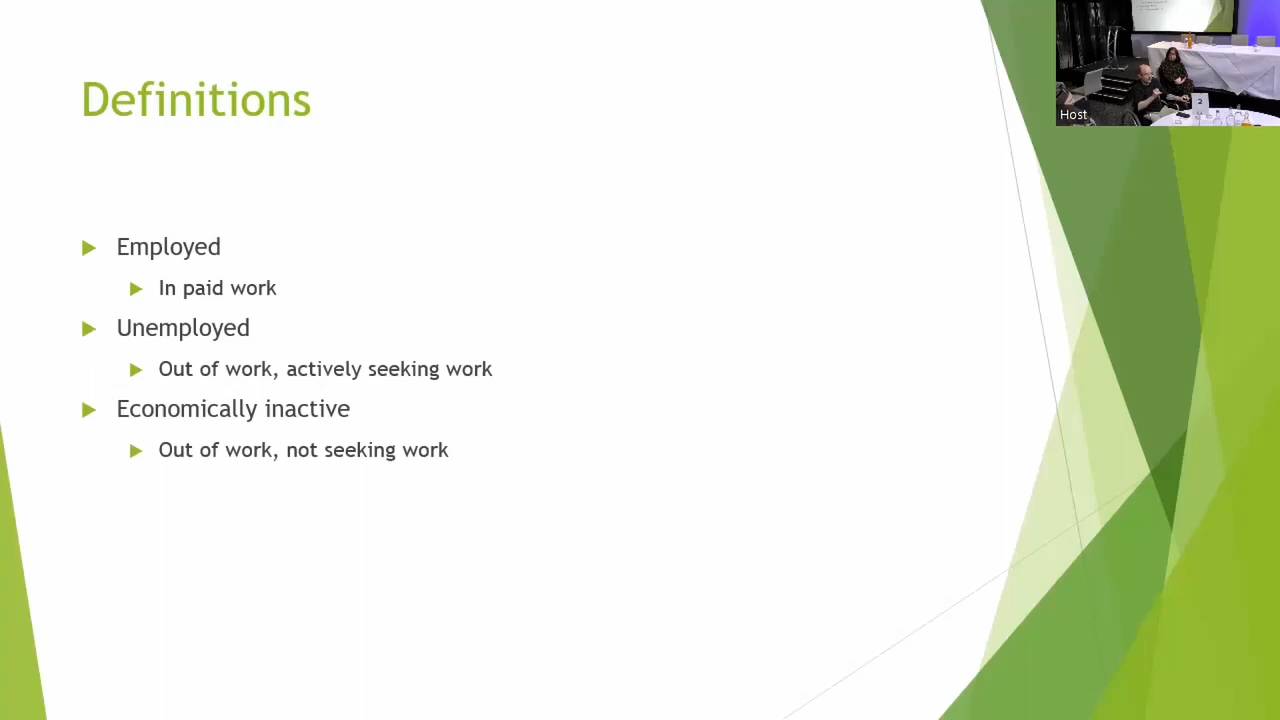 Definitions
Employed
In paid work
Unemployed
Out of work, actively seeking work
Economically inactive
Out of work, not seeking work
Host
2